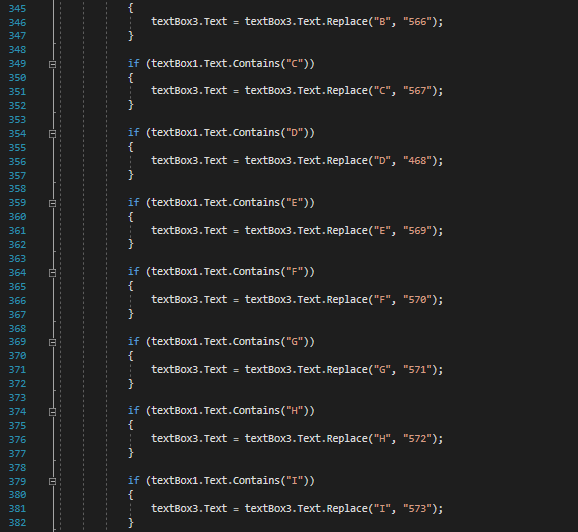 345 {
346 textBox3.Text = textBox3.Text.Replace("B", "566");
347 }
348
349 if (textBox1.Text.Contains("C"))
350 {
351 textBox3.Text = textBox3.Text.Replace("C", "567");
352 }
353
354 if (textBox1.Text.Contains("D"))
355 {
356 textBox3.Text = textBox3.Text.Replace("D", "468");
357 }
358
359 if (textBox1.Text.Contains("E"))
360 {
361 textBox3.Text = textBox3.Text.Replace("E", "569");
362 }
363
364 if (textBox1.Text.Contains("F"))
365 {
366 textBox3.Text = textBox3.Text.Replace("F", "570");
367 }
368
369 if (textBox1.Text.Contains("G"))
370 {
371 textBox3.Text = textBox3.Text.Replace("G", "571");
372 }
373
374 if (textBox1.Text.Contains("H"))
375 {
376 textBox3.Text = textBox3.Text.Replace("H", "572");
377 }
378
379 if (textBox1.Text.Contains("I"))
380 {
381 textBox3.Text = textBox3.Text.Replace("I", "573");
382 }